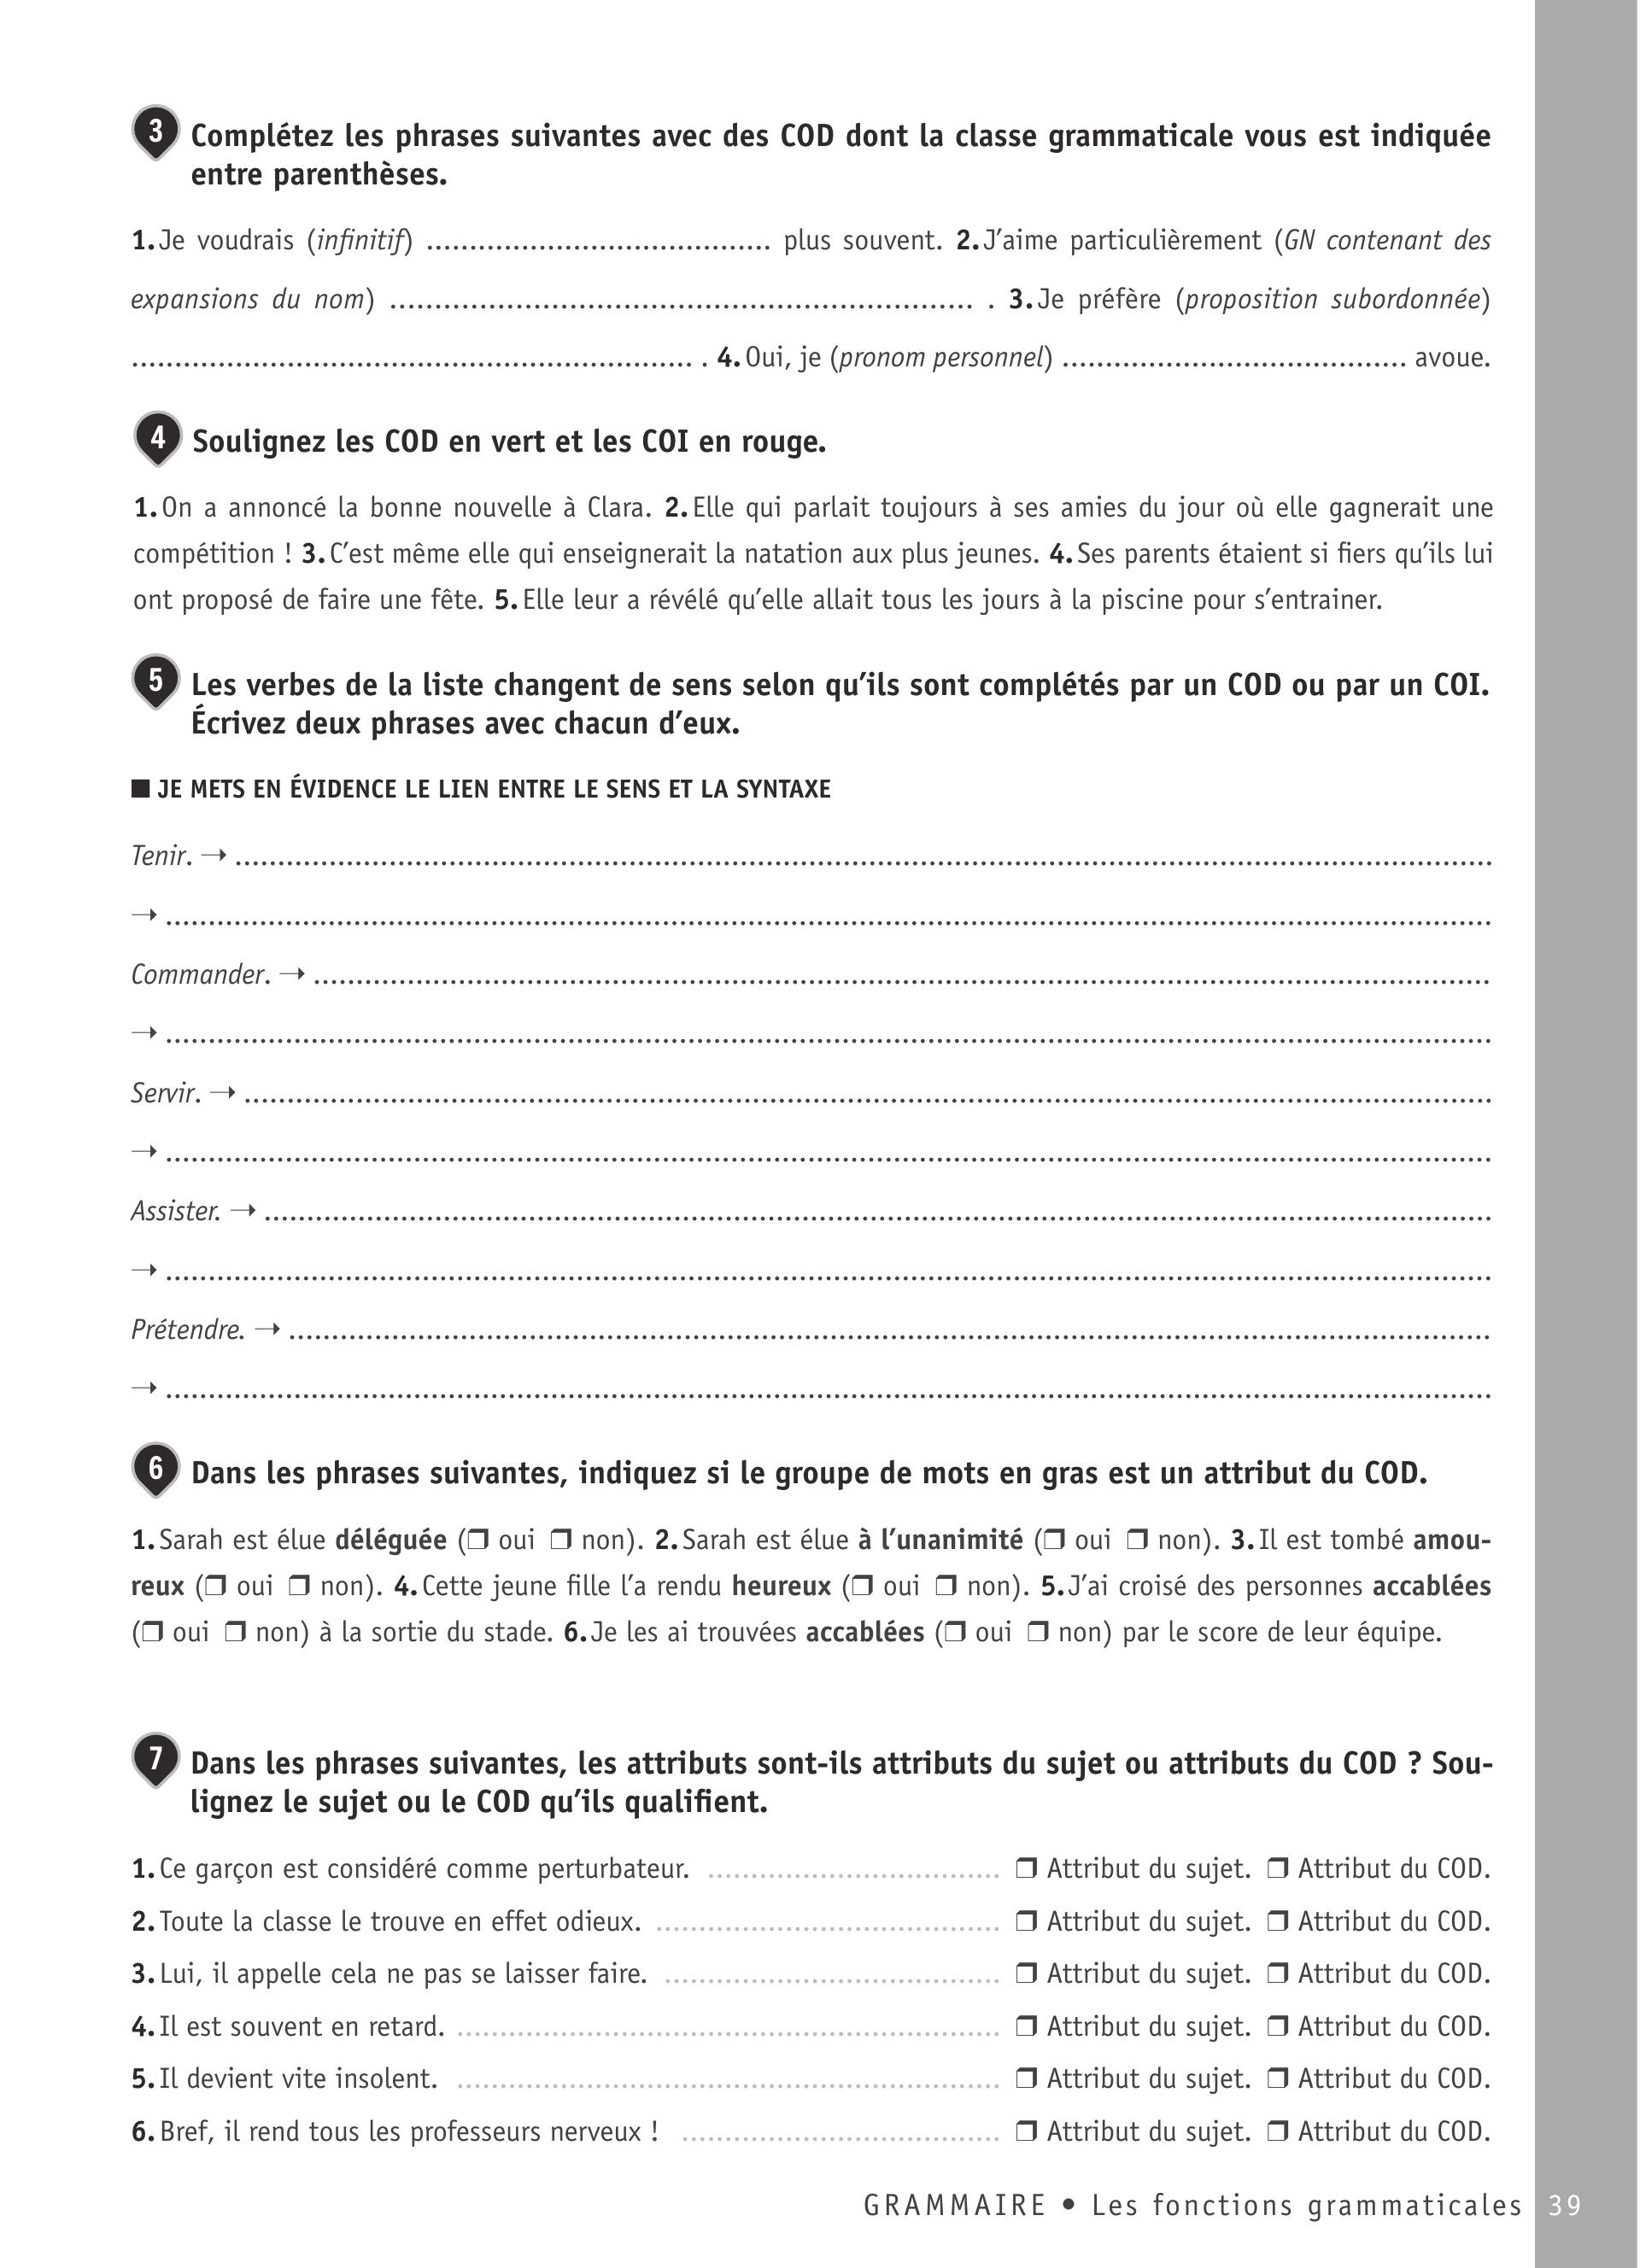 3 Complétez les phrases suivantes avec des COD dont la classe grammaticale vous est indiquée
entre parenthèses.
1. Je voudrais (infinitif) ........................................ plus souvent. 2. J’aime particulièrement (GN contenant des
expansions du nom) .................................................................... . 3. Je préfère (proposition subordonnée)
................................................................. . 4. Oui, je (pronom personnel) ........................................ avoue.
4 Soulignez les COD en vert et les COI en rouge.
1. On a annoncé la bonne nouvelle à Clara. 2. Elle qui parlait toujours à ses amies du jour où elle gagnerait une
compétition ! 3. C’est même elle qui enseignerait la natation aux plus jeunes. 4. Ses parents étaient si fiers qu’ils lui
ont proposé de faire une fête. 5. Elle leur a révélé qu’elle allait tous les jours à la piscine pour s’entrainer.
5 Les verbes de la liste changent de sens selon qu’ils sont complétés par un COD ou par un COI.
Écrivez deux phrases avec chacun d’eux.
■ JE METS EN ÉVIDENCE LE LIEN ENTRE LE SENS ET LA SYNTAXE
Tenir. → ........................................
→ ........................................
Commander. → ........................................
→ ........................................
Servir. → ........................................
→ ........................................
Assister. → ........................................
→ ........................................
Prétendre. → ........................................
→ ........................................
6 Dans les phrases suivantes, indiquez si le groupe de mots en gras est un attribut du COD.
1. Sarah est élue déléguée (❒ oui ❒ non). 2. Sarah est élue à l’unanimité (❒ oui ❒ non). 3. Il est tombé amou-
reux (❒ oui ❒ non). 4. Cette jeune fille l’a rendu heureux (❒ oui ❒ non). 5. J’ai croisé des personnes accablées
(❒ oui ❒ non) à la sortie du stade. 6. Je les ai trouvées accablées (❒ oui ❒ non) par le score de leur équipe.
7 Dans les phrases suivantes, les attributs sont-ils attributs du sujet ou attributs du COD ? Sou-
lignez le sujet ou le COD qu’ils qualifient.
1. Ce garçon est considéré comme perturbateur. .................................. ❒ Attribut du sujet. ❒ Attribut du COD.
2. Toute la classe le trouve en effet odieux. ........................................ ❒ Attribut du sujet. ❒ Attribut du COD.
3. Lui, il appelle cela ne pas se laisser faire. ....................................... ❒ Attribut du sujet. ❒ Attribut du COD.
4. Il est souvent en retard. ............................................................... ❒ Attribut du sujet. ❒ Attribut du COD.
5. Il devient vite insolent. ............................................................... ❒ Attribut du sujet. ❒ Attribut du COD.
6. Bref, il rend tous les professeurs nerveux ! ..................................... ❒ Attribut du sujet. ❒ Attribut du COD.
GRAMMAIRE • Les fonctions grammaticales 39